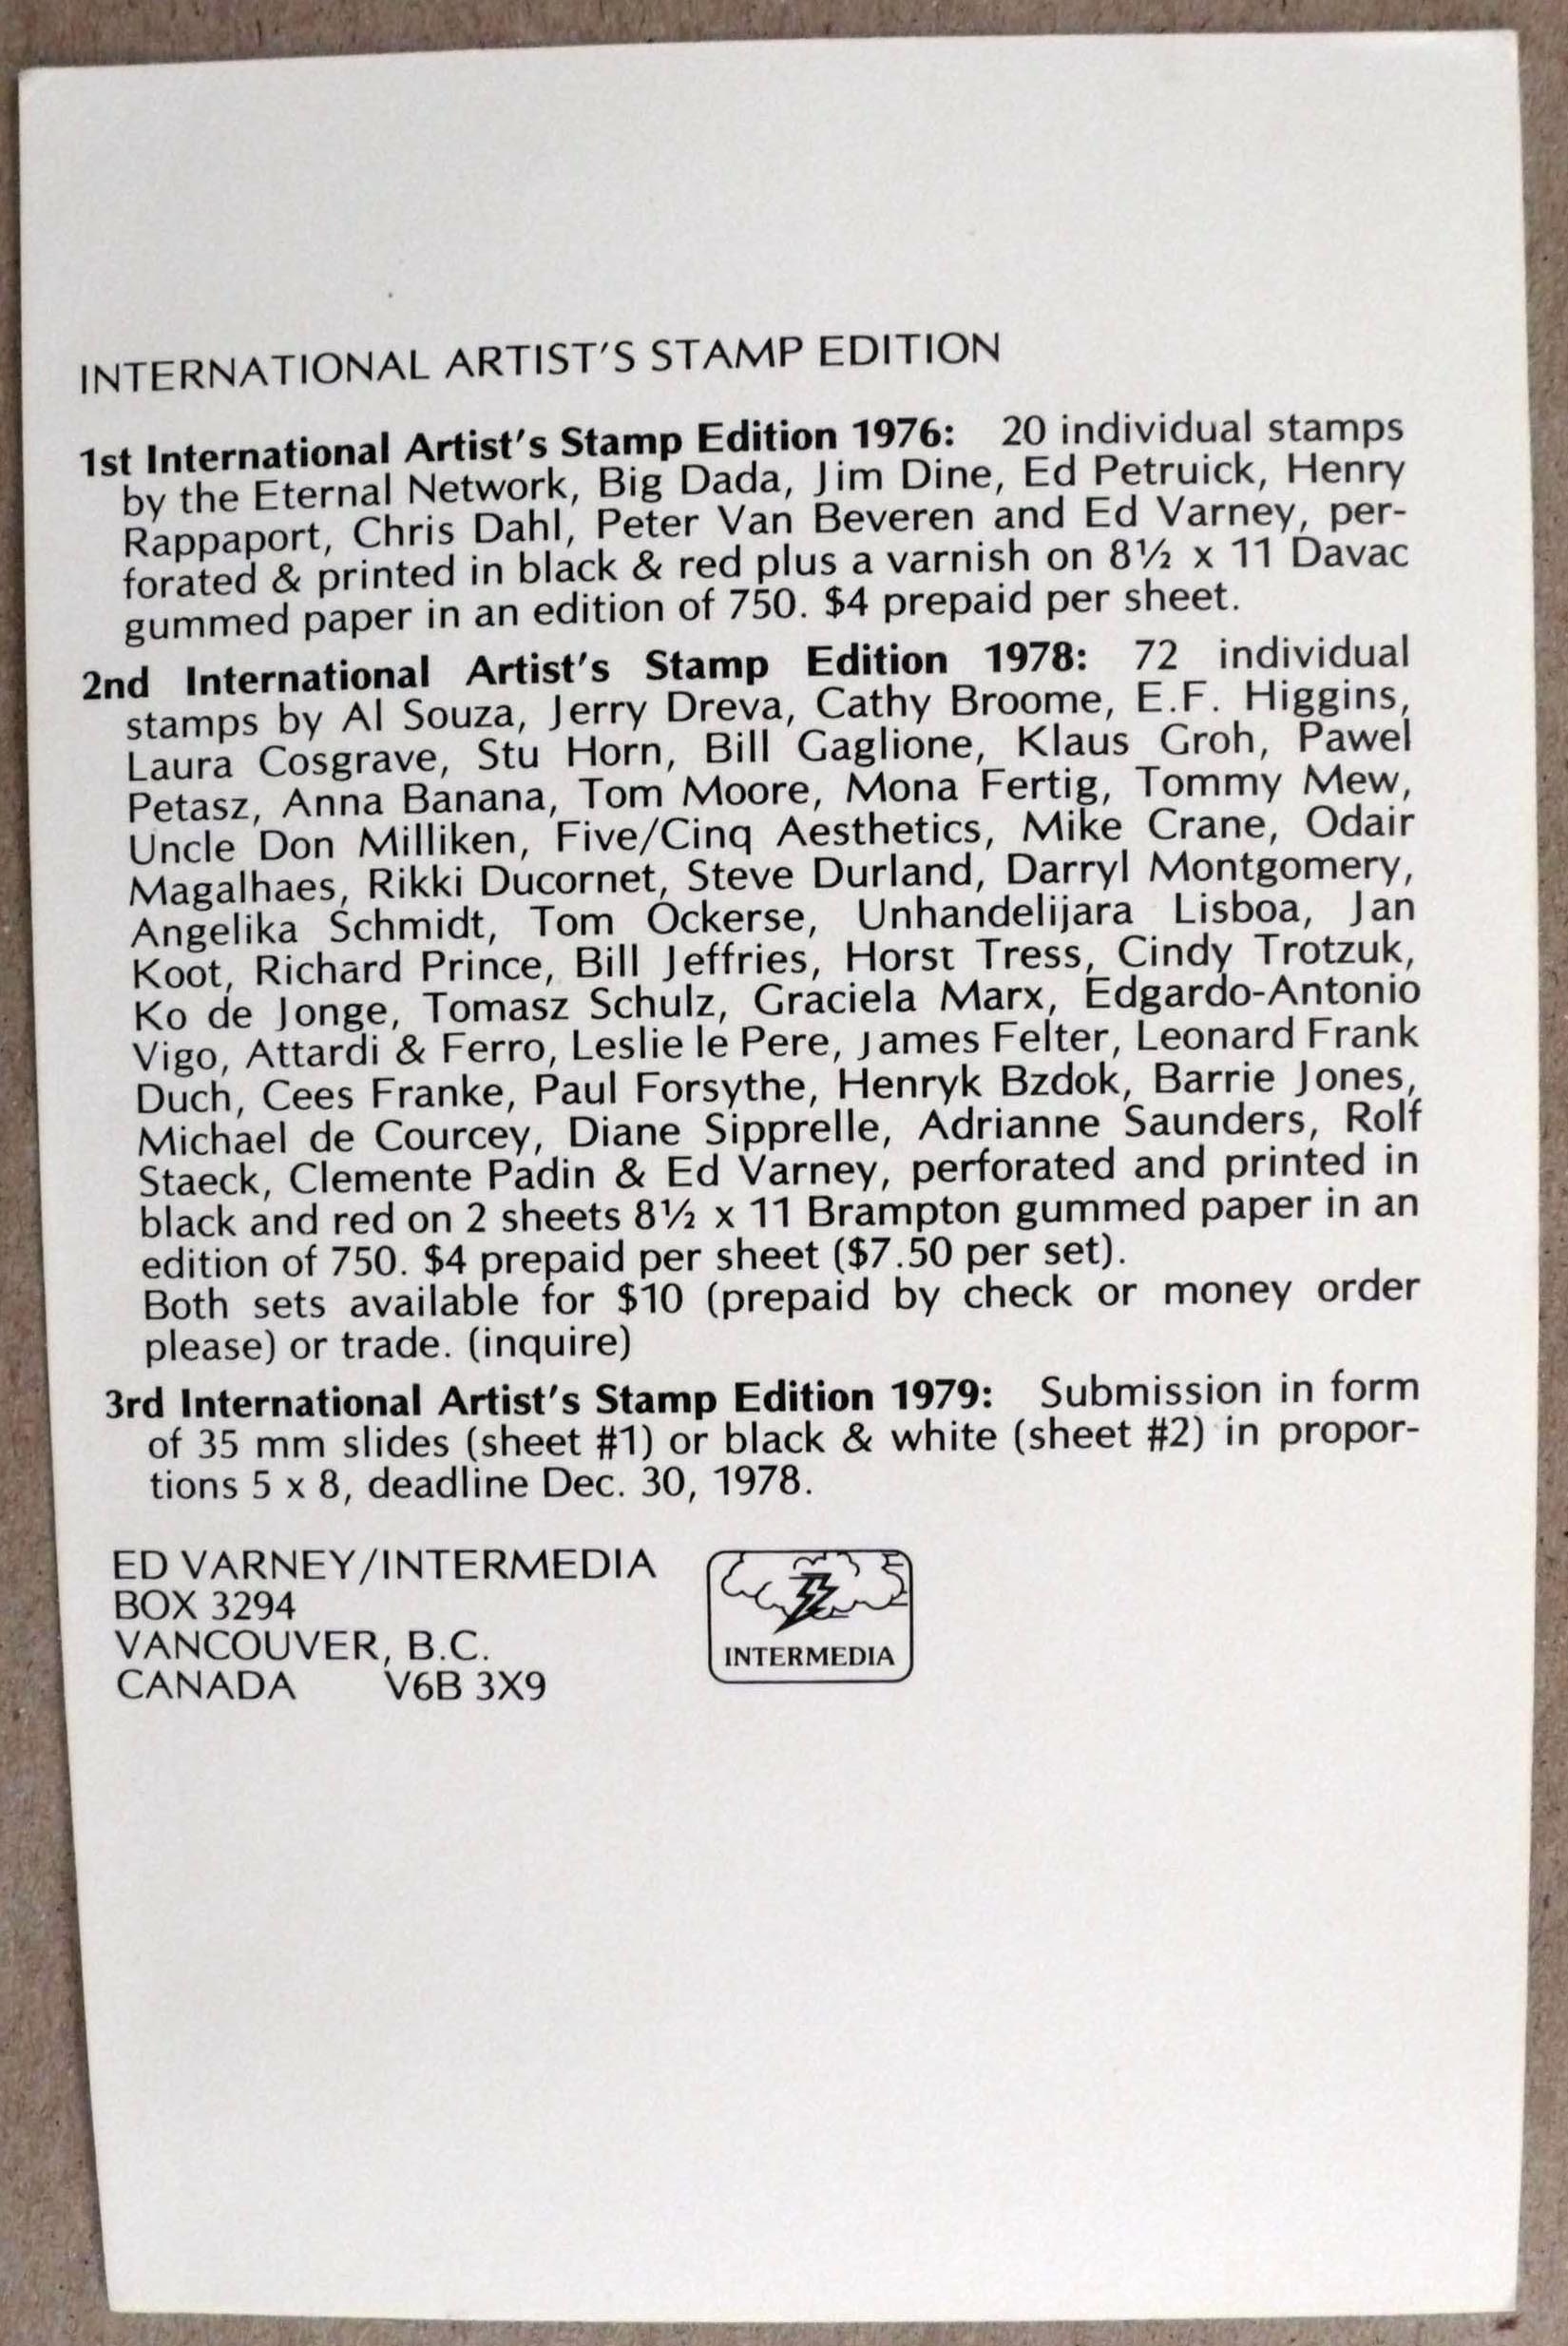 INTERNATIONAL ARTIST'S STAMP EDITION
1st International Artist's Stamp Edition 1976: 20 individual stamps
by the Eternal Network, Big Dada, Jim Dine, Ed Petruick, Henry
Rappaport, Chris Dahl, Peter Van Beveren and Ed Varney, per-
forated & printed in black & red plus a varnish on 8½ x 11 Davac
gummed paper in an edition of 750. $4 prepaid per sheet.
2nd International Artist's Stamp Edition 1978: 72 individual
stamps by Al Souza, Jerry Dreva, Cathy Broome, E.F. Higgins,
Laura Cosgrave, Stu Horn, Bill Gaglione, Klaus Groh, Pawel
Petasz, Anna Banana, Tom Moore, Mona Fertig, Tommy Mew,
Uncle Don Milliken, Five/Cinq Aesthetics, Mike Crane, Odair
Magalhaes, Rikki Ducornet, Steve Durland, Darryl Montgomery,
Angelika Schmidt, Tom Ockerse, Unhandelijara Lisboa, Jan
Koot, Richard Prince, Bill Jeffries, Horst Tress, Cindy Trotzuk,
Ko de Jonge, Tomasz Schulz, Graciela Marx, Edgardo-Antonio
Vigo, Attardi & Ferro, Leslie le Pere, James Felter, Leonard Frank
Duch, Cees Franke, Paul Forsythe, Henryk Bzdok, Barrie Jones,
Michael de Courcey, Diane Sipprelle, Adrianne Saunders, Rolf
Staeck, Clemente Padin & Ed Varney, perforated and printed in
black and red on 2 sheets 8½ x 11 Brampton gummed paper in an
edition of 750. $4 prepaid per sheet ($7.50 per set).
Both sets available for $10 (prepaid by check or money order
please) or trade. (inquire)
3rd International Artist's Stamp Edition 1979: Submission in form
of 35 mm slides (sheet #1) or black & white (sheet #2) in propor-
tions 5 x 8, deadline Dec. 30, 1978.
ED VARNEY/INTERMEDIA
BOX 3294
VANCOUVER, B.C.
CANADA V6B 3X9
INTERMEDIA